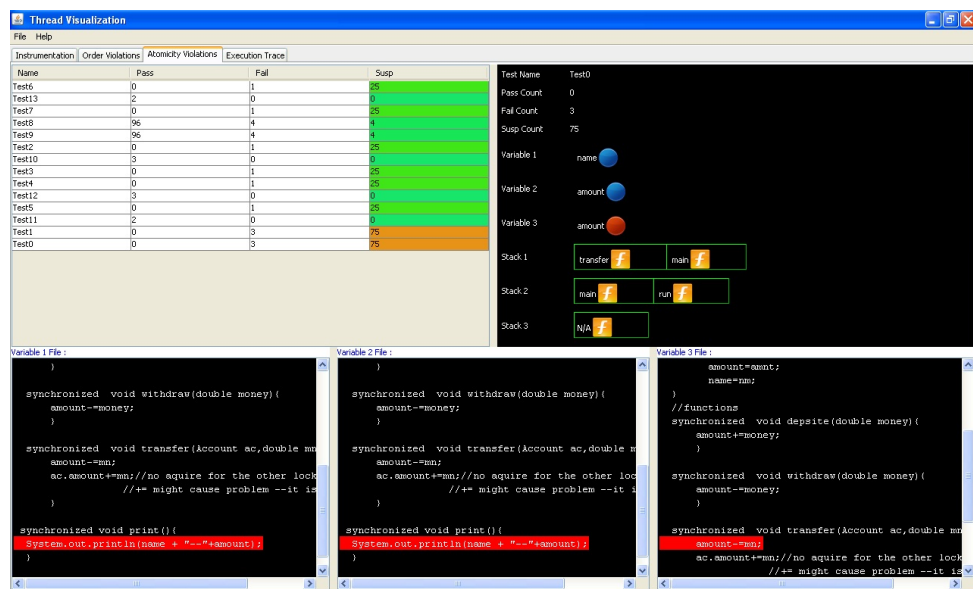 Thread Visualization
File Help
Instrumentation Order Violations Atomicity Violations Execution Trace
Name Pass Fail Susp
Test6 0 1 25
Test13 2 0 0
Test7 0 1 25
Test8 96 4 4
Test9 96 4 4
Test2 0 1 25
Test10 3 0 0
Test3 0 1 25
Test4 0 1 25
Test12 3 0 0
Test5 0 1 25
Test11 2 0 0
Test1 0 3 75
Test0 0 3 75
Test Name Test0
Pass Count 0
Fail Count 3
Susp Count 75
Variable 1 name
Variable 2 amount
Variable 3 amount
Stack 1 transfer f main f
Stack 2 main f run f
Stack 3 N/A f
Variable 1 File :
}
synchronized void withdraw(double money){
amount-=money;
}
synchronized void transfer(Account ac,double mn
amount-=mn;
ac.amount+=mn;//no aquire for the other lock
//+= might cause problem --it is
}
synchronized void print(){
System.out.println(name + "--"+amount);
}
Variable 2 File :
}
synchronized void withdraw(double money){
amount-=money;
}
synchronized void transfer(Account ac,double m
amount-=mn;
ac.amount+=mn;//no aquire for the other loc
//+= might cause problem --it i
}
synchronized void print(){
System.out.println(name + "--"+amount);
}
Variable 3 File :
amount=amnt;
name=nm;
}
//functions
synchronized void depsite(double money){
amount+=money;
}
synchronized void withdraw(double money){
amount-=money;
}
synchronized void transfer(Account ac,double mn
amount-=mn;
ac.amount+=mn;//no aquire for the other lock
//+= might cause problem --it is